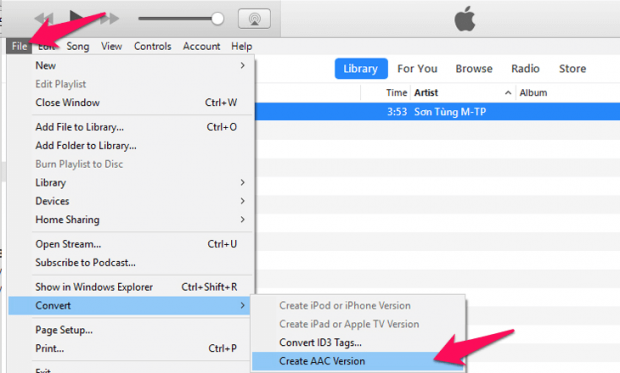 File Edit Song View Controls Account Help
New
Edit Playlist
Close Window Ctrl+W
Add File to Library... Ctrl+O
Add Folder to Library...
Burn Playlist to Disc
Library
Devices
Home Sharing
Open Stream... Ctrl+U
Subscribe to Podcast...
Show in Windows Explorer Ctrl+Shift+R
Convert
Page Setup...
Print... Ctrl+P
Exit
Library For You Browse Radio Store
Time Artist Album
3:53 Sơn Tùng M-TP
Create iPod or iPhone Version
Create iPad or Apple TV Version
Convert ID3 Tags...
Create AAC Version